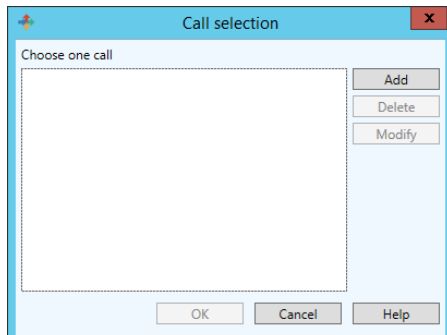 Call selection
x
Choose one call
Add
Delete
Modify
OK
Cancel
Help